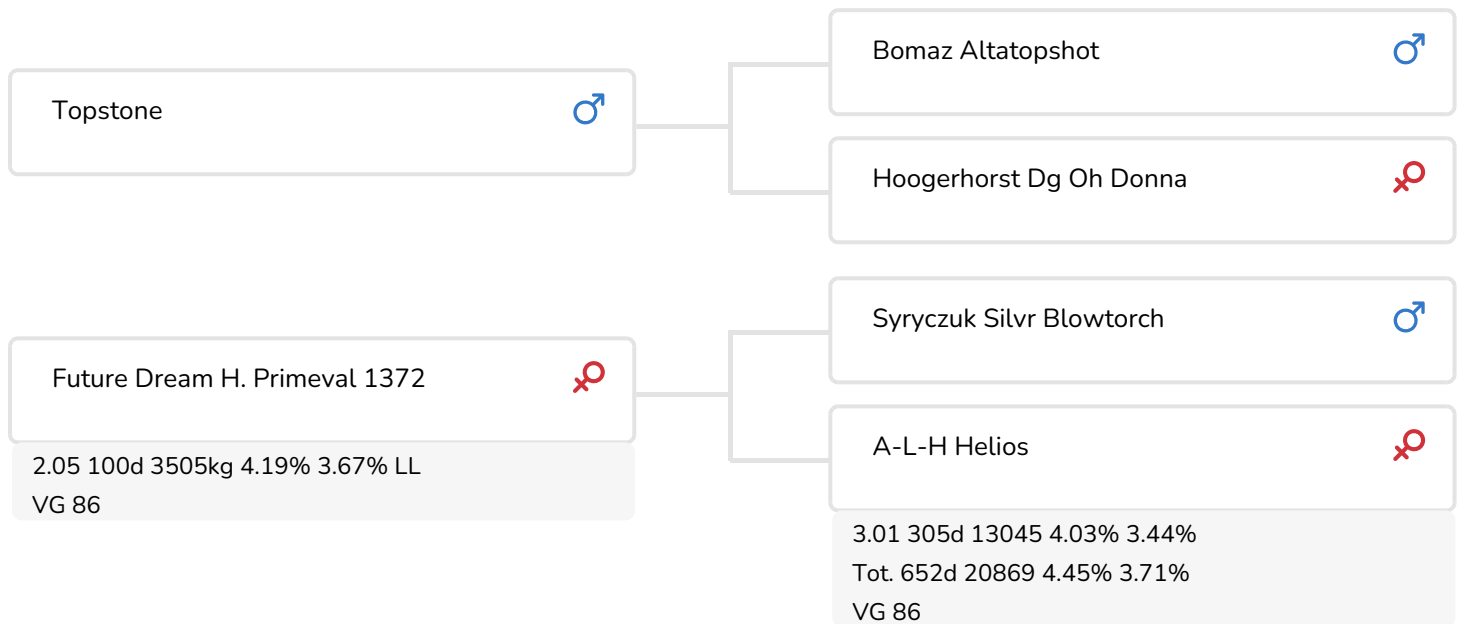 Topstone
Bomaz Altatopshot
Hoogerhorst Dg Oh Donna
Future Dream H. Primeval 1372
2.05 100d 3505kg 4.19% 3.67% LL
VG 86
Syryczuk Silvr Blowtorch
A-L-H Helios
3.01 305d 13045 4.03% 3.44%
Tot. 652d 20869 4.45% 3.71%
VG 86